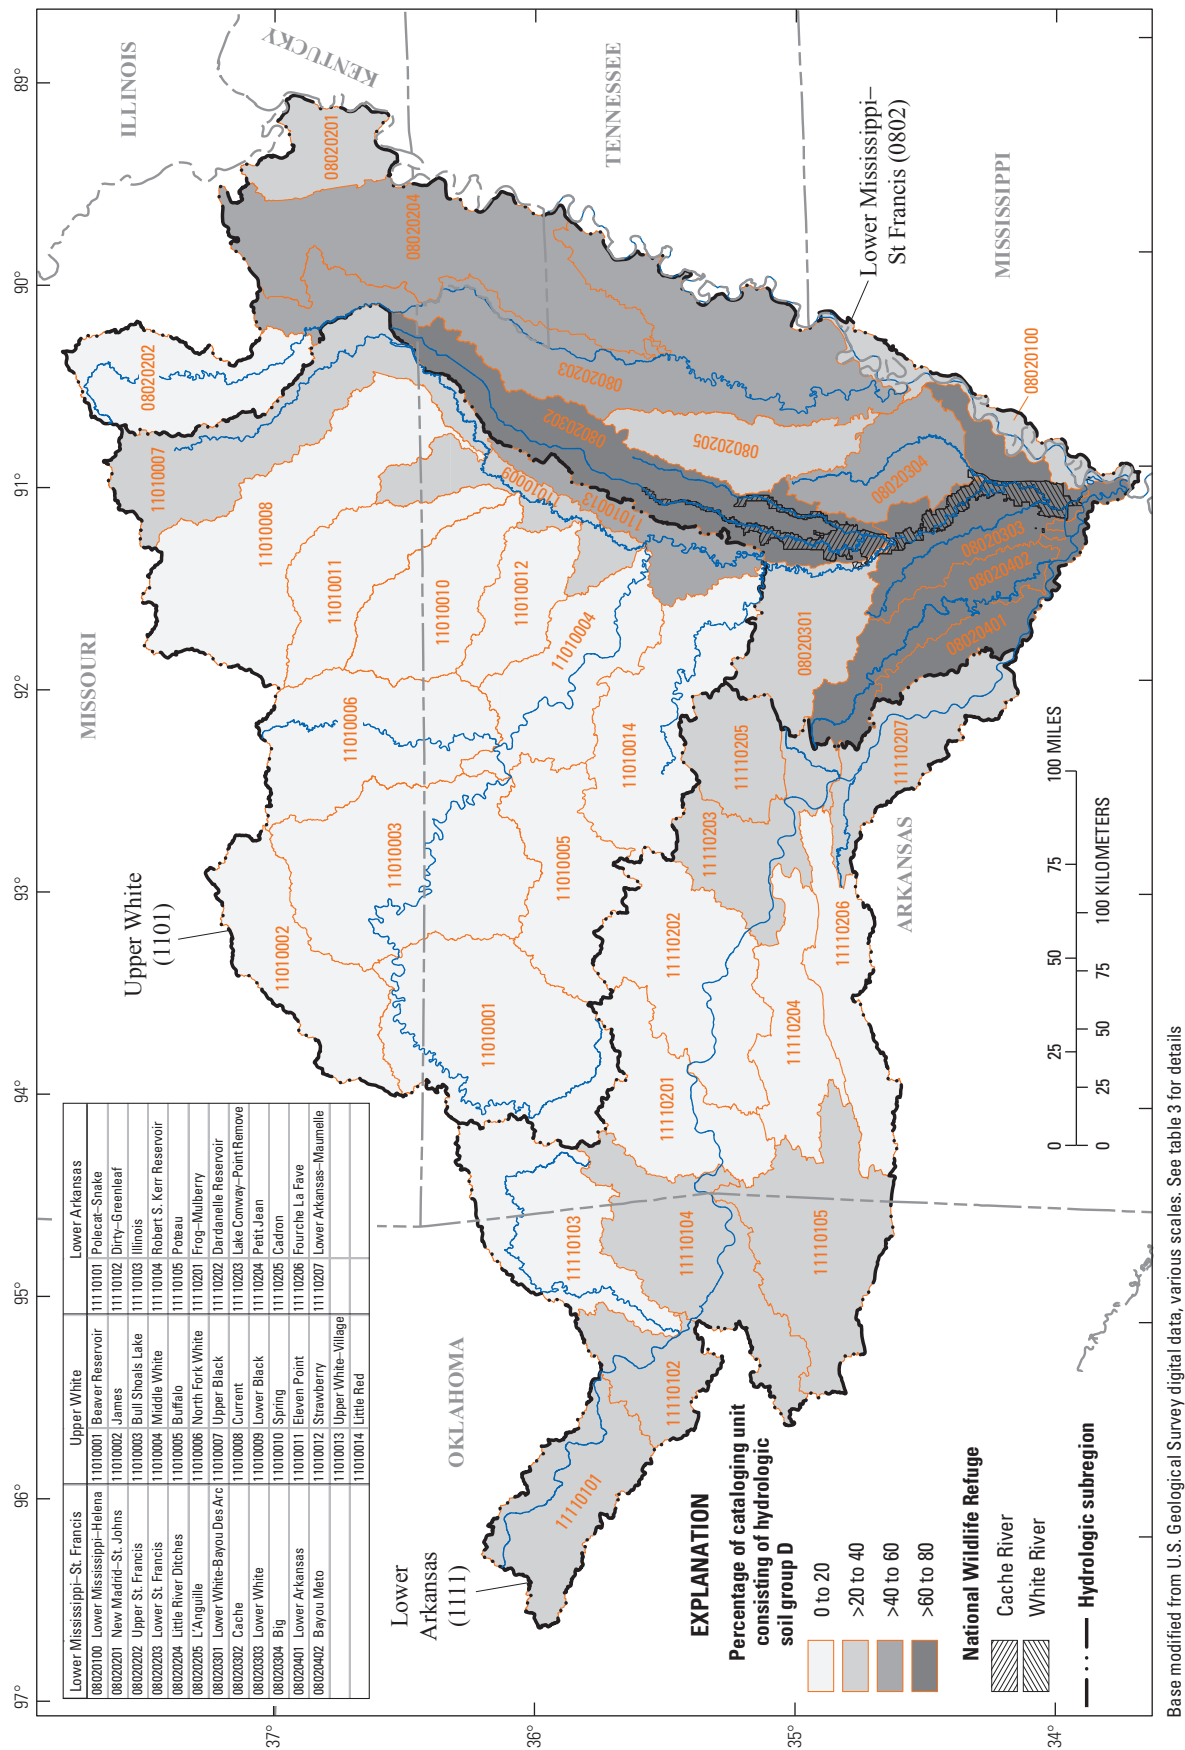 Lower Mississippi–St. Francis Upper White Lower Arkansas
08020100 Lower Mississippi–Helena 11010001 Beaver Reservoir 11110101 Polecat–Snake
08020201 New Madrid–St. Johns 11010002 James 11110102 Dirty–Greenleaf
08020202 Upper St. Francis 11010003 Bull Shoals Lake 11110103 Illinois
08020203 Lower St. Francis 11010004 Middle White 11110104 Robert S. Kerr Reservoir
08020204 Little River Ditches 11010005 Buffalo 11110105 Poteau
08020205 L'Anguille 11010006 North Fork White 11110201 Frog–Mulberry
08020301 Lower White-Bayou Des Arc 11010007 Upper Black 11110202 Dardanelle Reservoir
08020302 Cache 11010008 Current 11110203 Lake Conway–Point Remove
08020303 Lower White 11010009 Lower Black 11110204 Petit Jean
08020304 Big 11010010 Spring 11110205 Cadron
08020401 Lower Arkansas 11010011 Eleven Point 11110206 Fourche La Fave
08020402 Bayou Meto 11010012 Strawberry 11110207 Lower Arkansas–Maumelle
11010013 Upper White–Village
11010014 Little Red
97°
96°
95°
94°
93°
92°
91°
90°
89°
37°
36°
35°
34°
ILLINOIS
KENTUCKY
TENNESSEE
MISSISSIPPI
MISSOURI
ARKANSAS
OKLAHOMA
Upper White
(1101)
Lower Mississippi–
St Francis (0802)
Lower
Arkansas
(1111)
08020202
08020201
08020204
11010007
11010008
11010011
11010010
11010012
11010009
11010013
08020302
08020203
08020205
08020304
08020100
11010006
11010004
11010002
11010003
11010001
11010005
11010014
08020301
08020303
08020402
08020401
11110205
11110203
11110207
11110202
11110206
11110204
11110201
11110103
11110104
11110105
11110102
11110101
0 25 50 75 100 MILES
0 25 50 75 100 KILOMETERS
EXPLANATION
Percentage of cataloging unit
consisting of hydrologic
soil group D
0 to 20
>20 to 40
>40 to 60
>60 to 80
National Wildlife Refuge
Cache River
White River
Hydrologic subregion
Base modified from U.S. Geological Survey digital data, various scales. See table 3 for details